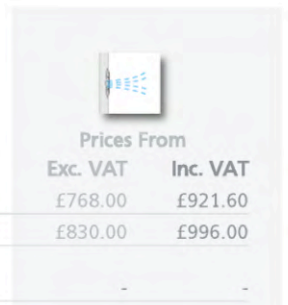 Prices From
Exc. VAT Inc. VAT
£768.00 £921.60
£830.00 £996.00
- -